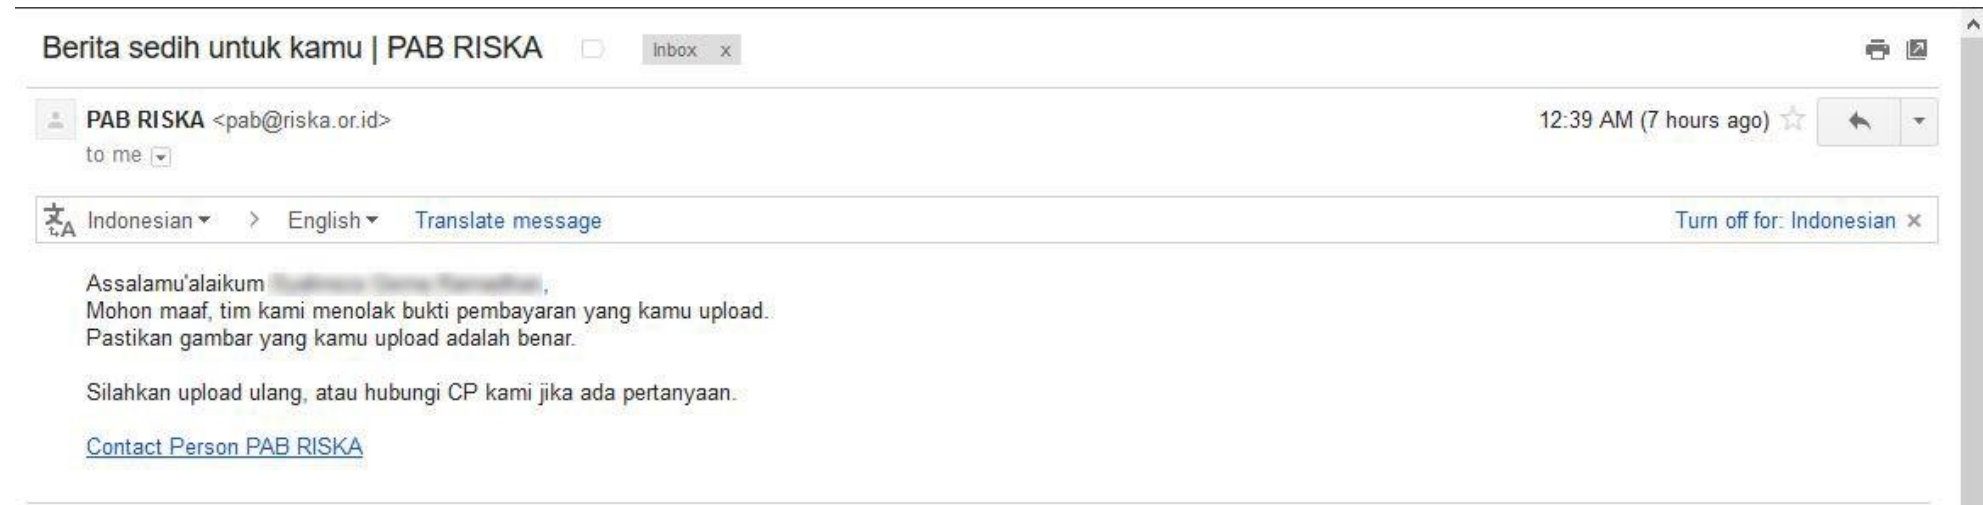 Berita sedih untuk kamu | PAB RISKA Inbox x
PAB RISKA <pab@riska.or.id> 12:39 AM (7 hours ago)
to me
Indonesian > English Translate message Turn off for: Indonesian ×
Assalamu'alaikum ,
Mohon maaf, tim kami menolak bukti pembayaran yang kamu upload.
Pastikan gambar yang kamu upload adalah benar.
Silahkan upload ulang, atau hubungi CP kami jika ada pertanyaan.
Contact Person PAB RISKA